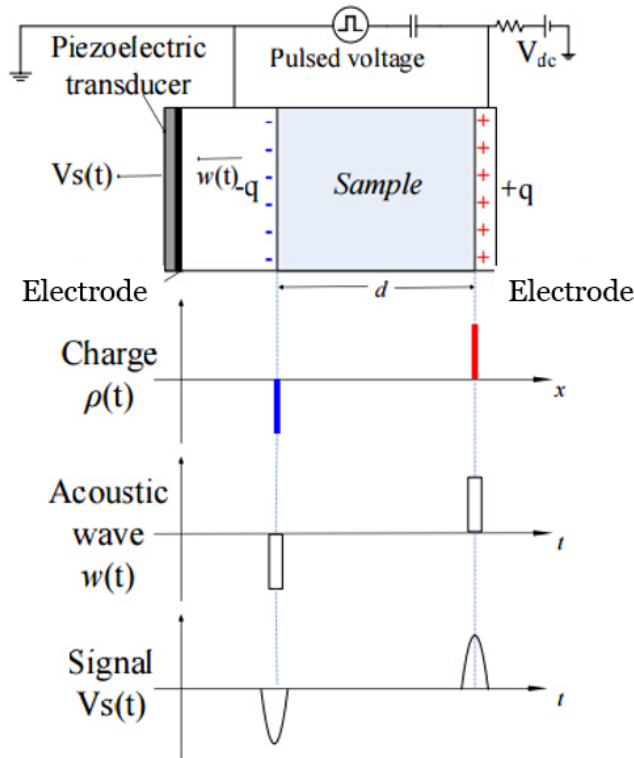 Piezoelectric
transducer
Pulsed voltage
V_dc
Vs(t)
w(t)
-q
Sample
+q
- - - - - -
+ + + + + +
Electrode
d
Electrode
Charge
ρ(t)
x
Acoustic
wave
w(t)
t
Signal
Vs(t)
t